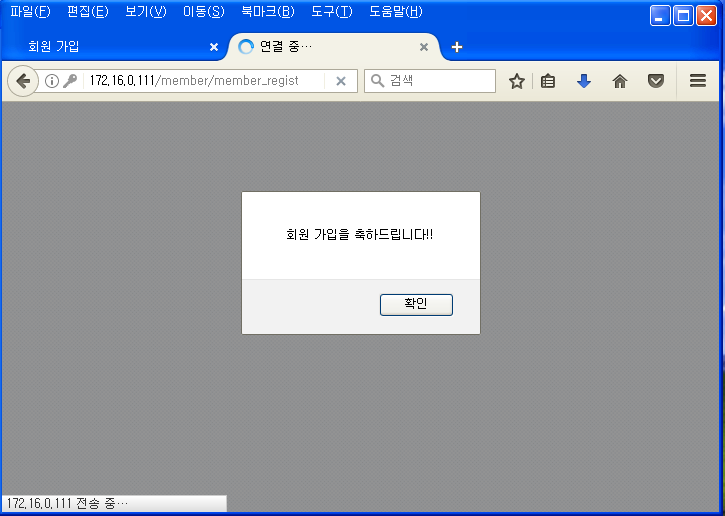 파일(F) 편집(E) 보기(V) 이동(S) 북마크(B) 도구(T) 도움말(H)
회원 가입 연결 중…
172.16.0.111/member/member_regist 검색
회원 가입을 축하드립니다!!
확인
172.16.0.111 전송 중…